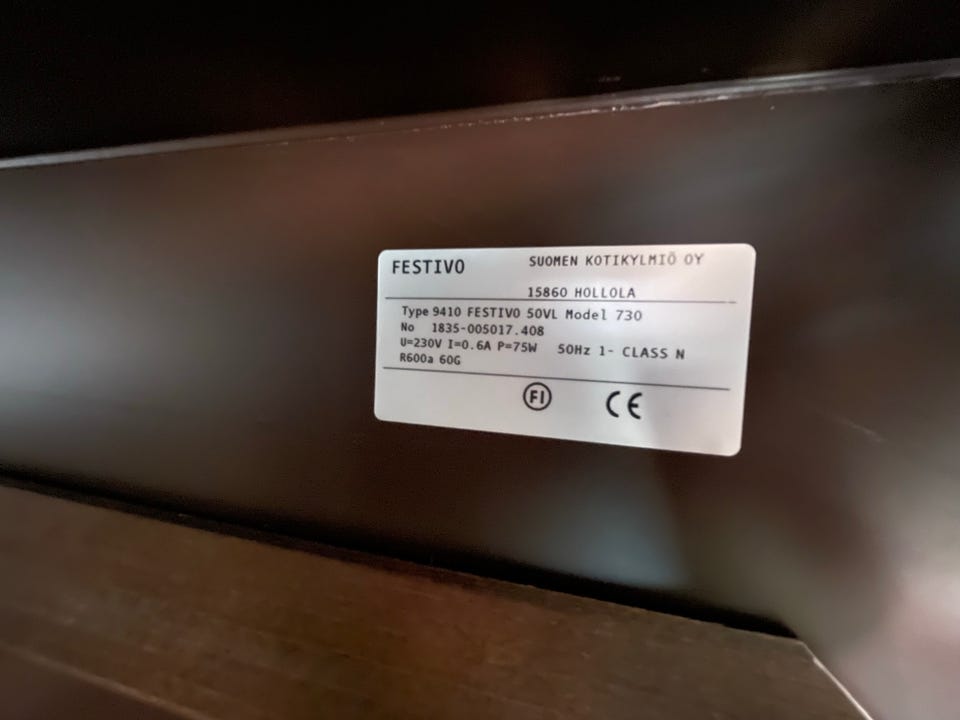 FESTIVO
SUOMEN KOTIKYLMIÖ OY
15860 HOLLOLA
Type 9410 FESTIVO 50VL Model 730
No 1835-005017.408
U=230V I=0.6A P=75W 50Hz 1- CLASS N
R600a 60G
FI CE